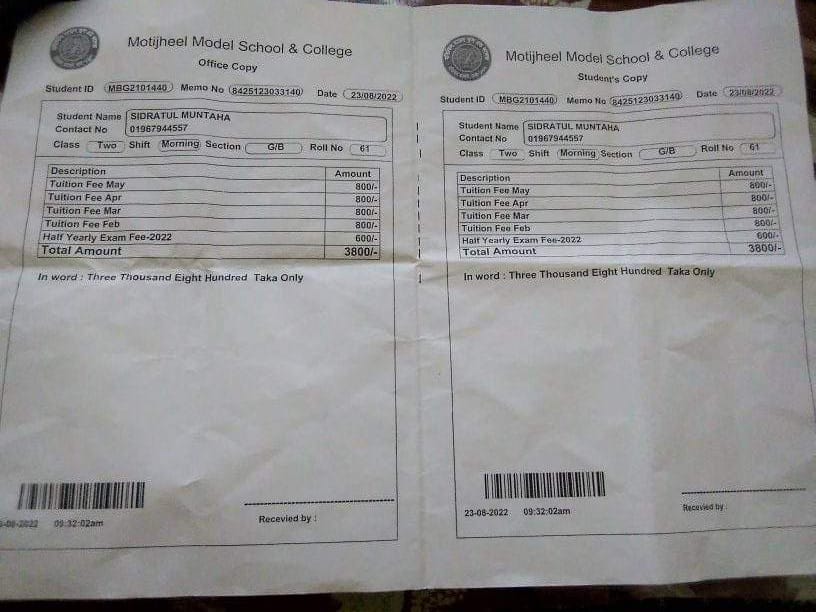 Motijheel Model School & College
Office Copy
Student ID MBG2101440 Memo No 8425123033140 Date 23/08/2022
Student Name SIDRATUL MUNTAHA
Contact No 01967944557
Class Two Shift Morning Section G/B Roll No 61
Description Amount
Tuition Fee May 800/-
Tuition Fee Apr 800/-
Tuition Fee Mar 800/-
Tuition Fee Feb 800/-
Half Yearly Exam Fee-2022 600/-
Total Amount 3800/-
In word : Three Thousand Eight Hundred Taka Only
-08-2022 09:32:02am
Recevied by :
Motijheel Model School & College
Student's Copy
Student ID MBG2101440 Memo No 8425123033140 Date 23/08/2022
Student Name SIDRATUL MUNTAHA
Contact No 01967944557
Class Two Shift Morning Section G/B Roll No 61
Description Amount
Tuition Fee May 800/-
Tuition Fee Apr 800/-
Tuition Fee Mar 800/-
Tuition Fee Feb 800/-
Half Yearly Exam Fee-2022 600/-
Total Amount 3800/-
In word : Three Thousand Eight Hundred Taka Only
23-08-2022 09:32:02am
Recevied by :